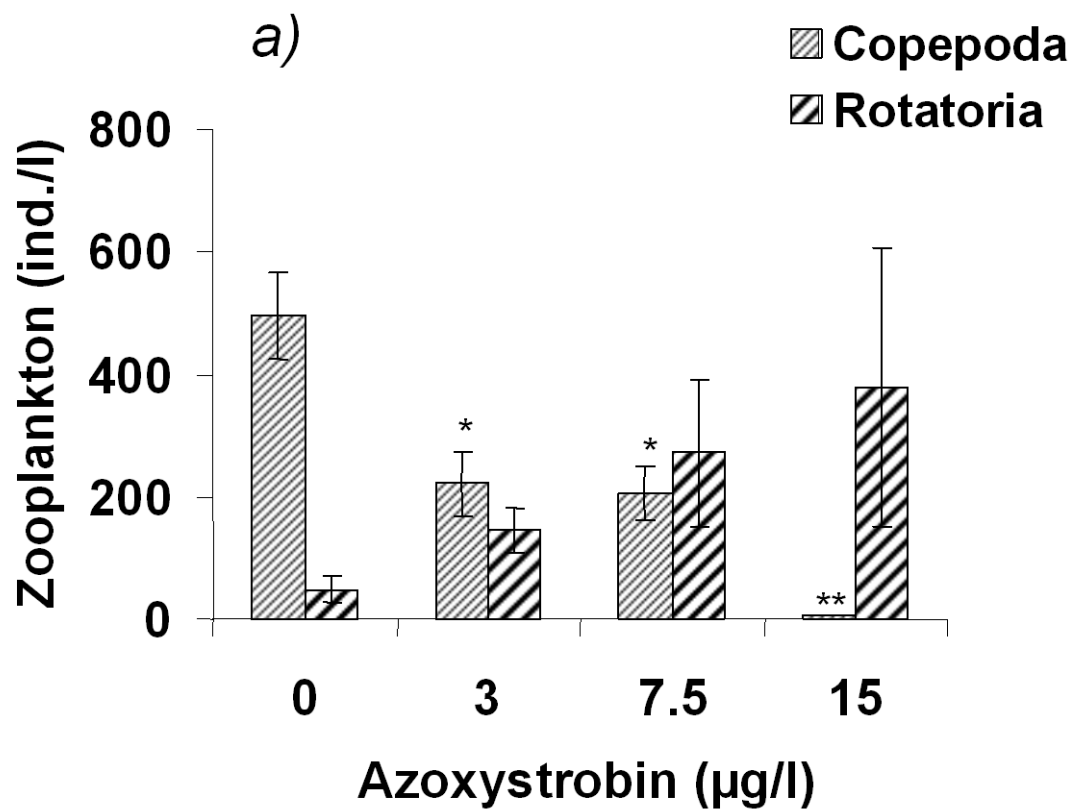 a)
Copepoda
Rotatoria
Zooplankton (ind./l)
800
600
400
200
0
*
*
**
0 3 7.5 15
Azoxystrobin (µg/l)